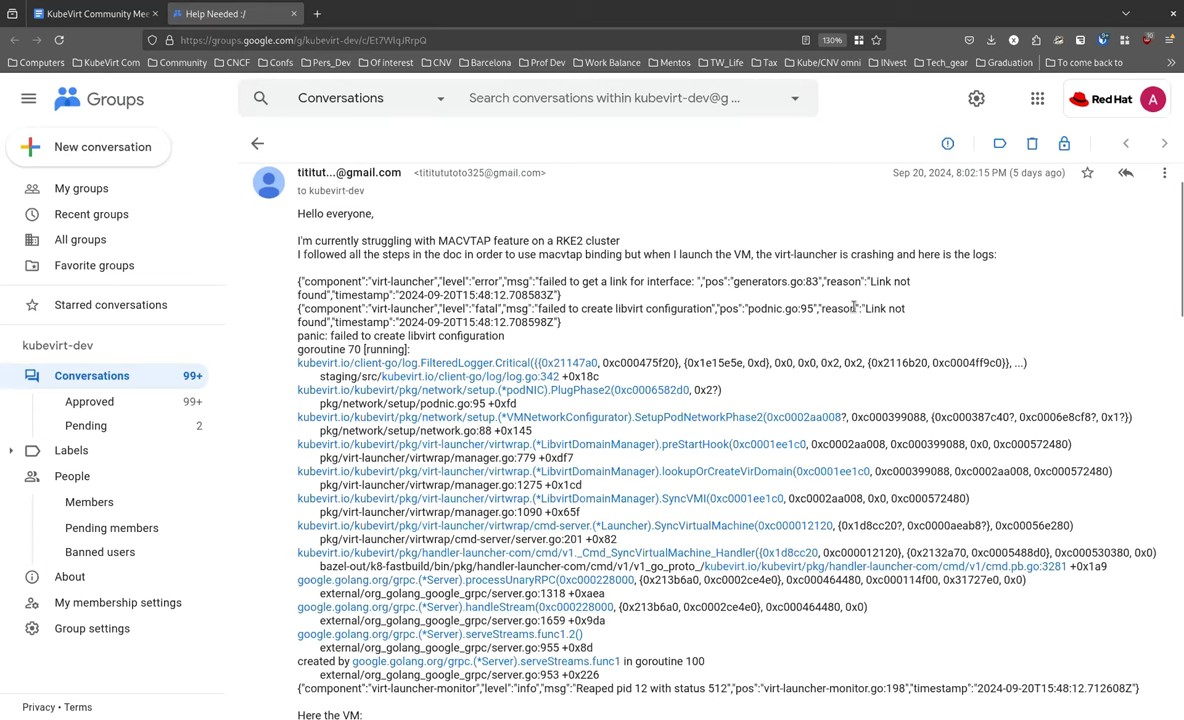 KubeVirt Community Mee
Help Needed :/
https://groups.google.com/g/kubevirt-dev/c/Et7WlqJRrpQ
130%
Computers KubeVirt Com Community CNCF Confs Pers_Dev Of interest CNV Barcelona Prof Dev Work Balance Mentos TW_Life Tax Kube/CNV omni INvest Tech_gear Graduation To come back to
Groups
Conversations
Search conversations within kubevirt-dev@g ...
Red Hat
A
New conversation
My groups
Recent groups
All groups
Favorite groups
Starred conversations
kubevirt-dev
Conversations 99+
Approved 99+
Pending 2
Labels
People
Members
Pending members
Banned users
About
My membership settings
Group settings
Privacy • Terms
tititut...@gmail.com <titituutoto325@gmail.com>
Sep 20, 2024, 8:02:15 PM (5 days ago)
to kubevirt-dev
Hello everyone,
I'm currently struggling with MACVTAP feature on a RKE2 cluster
I followed all the steps in the doc in order to use macvtap binding but when I launch the VM, the virt-launcher is crashing and here is the logs:
{"component":"virt-launcher","level":"error","msg":"failed to get a link for interface: ","pos":"generators.go:83","reason":"Link not
found","timestamp":"2024-09-20T15:48:12.708583Z"}
{"component":"virt-launcher","level":"fatal","msg":"failed to create libvirt configuration","pos":"podnic.go:95","reason":"Link not
found","timestamp":"2024-09-20T15:48:12.708598Z"}
panic: failed to create libvirt configuration
goroutine 70 [running]:
kubevirt.io/client-go/log.FilteredLogger.Critical({{0x21147a0, 0xc000475f20}, {0x1e15e5e, 0xd}, 0x0, 0x0, 0x2, 0x2, {0x2116b20, 0xc0004ff9c0}}, ...)
staging/src/kubevirt.io/client-go/log/log.go:342 +0x18c
kubevirt.io/kubevirt/pkg/network/setup.(*podNIC).PlugPhase2(0xc0006582d0, 0x2?)
pkg/network/setup/podnic.go:95 +0xfd
kubevirt.io/kubevirt/pkg/network/setup.(*VMNetworkConfigurator).SetupPodNetworkPhase2(0xc0002aa008?, 0xc000399088, {0xc000387c40?, 0xc0006e8cf8?, 0x1?})
pkg/network/setup/network.go:88 +0x145
kubevirt.io/kubevirt/pkg/virt-launcher/virtwrap.(*LibvirtDomainManager).preStartHook(0xc0001ee1c0, 0xc0002aa008, 0xc000399088, 0x0, 0xc000572480)
pkg/virt-launcher/virtwrap/manager.go:779 +0xdf7
kubevirt.io/kubevirt/pkg/virt-launcher/virtwrap.(*LibvirtDomainManager).lookupOrCreateVirDomain(0xc0001ee1c0, 0xc000399088, 0xc0002aa008, 0xc000572480)
pkg/virt-launcher/virtwrap/manager.go:1275 +0x1cd
kubevirt.io/kubevirt/pkg/virt-launcher/virtwrap.(*LibvirtDomainManager).SyncVMI(0xc0001ee1c0, 0xc0002aa008, 0x0, 0xc000572480)
pkg/virt-launcher/virtwrap/manager.go:1090 +0x65f
kubevirt.io/kubevirt/pkg/virt-launcher/virtwrap/cmd-server.(*Launcher).SyncVirtualMachine(0xc000012120, {0x1d8cc20?, 0xc0000aeab8?}, 0xc00056e280)
pkg/virt-launcher/virtwrap/cmd-server/server.go:201 +0x82
kubevirt.io/kubevirt/pkg/handler-launcher-com/cmd/v1._Cmd_SyncVirtualMachine_Handler({0x1d8cc20, 0xc000012120}, {0x2132a70, 0xc0005488d0}, 0xc000530380, 0x0)
bazel-out/k8-fastbuild/bin/pkg/handler-launcher-com/cmd/v1/v1_go_proto_/kubevirt.io/kubevirt/pkg/handler-launcher-com/cmd/v1/cmd.pb.go:3281 +0x1a9
google.golang.org/grpc.(*Server).processUnaryRPC(0xc000228000, {0x213b6a0, 0xc0002ce4e0}, 0xc000464480, 0xc000114f00, 0x31727e0, 0x0)
external/org_golang_google_grpc/server.go:1318 +0xaea
google.golang.org/grpc.(*Server).handleStream(0xc000228000, {0x213b6a0, 0xc0002ce4e0}, 0xc000464480, 0x0)
external/org_golang_google_grpc/server.go:1659 +0x9da
google.golang.org/grpc.(*Server).serveStreams.func1.2()
external/org_golang_google_grpc/server.go:955 +0x8d
created by google.golang.org/grpc.(*Server).serveStreams.func1 in goroutine 100
external/org_golang_google_grpc/server.go:953 +0x226
{"component":"virt-launcher-monitor","level":"info","msg":"Reaped pid 12 with status 512","pos":"virt-launcher-monitor.go:198","timestamp":"2024-09-20T15:48:12.712608Z"}
Here the VM: